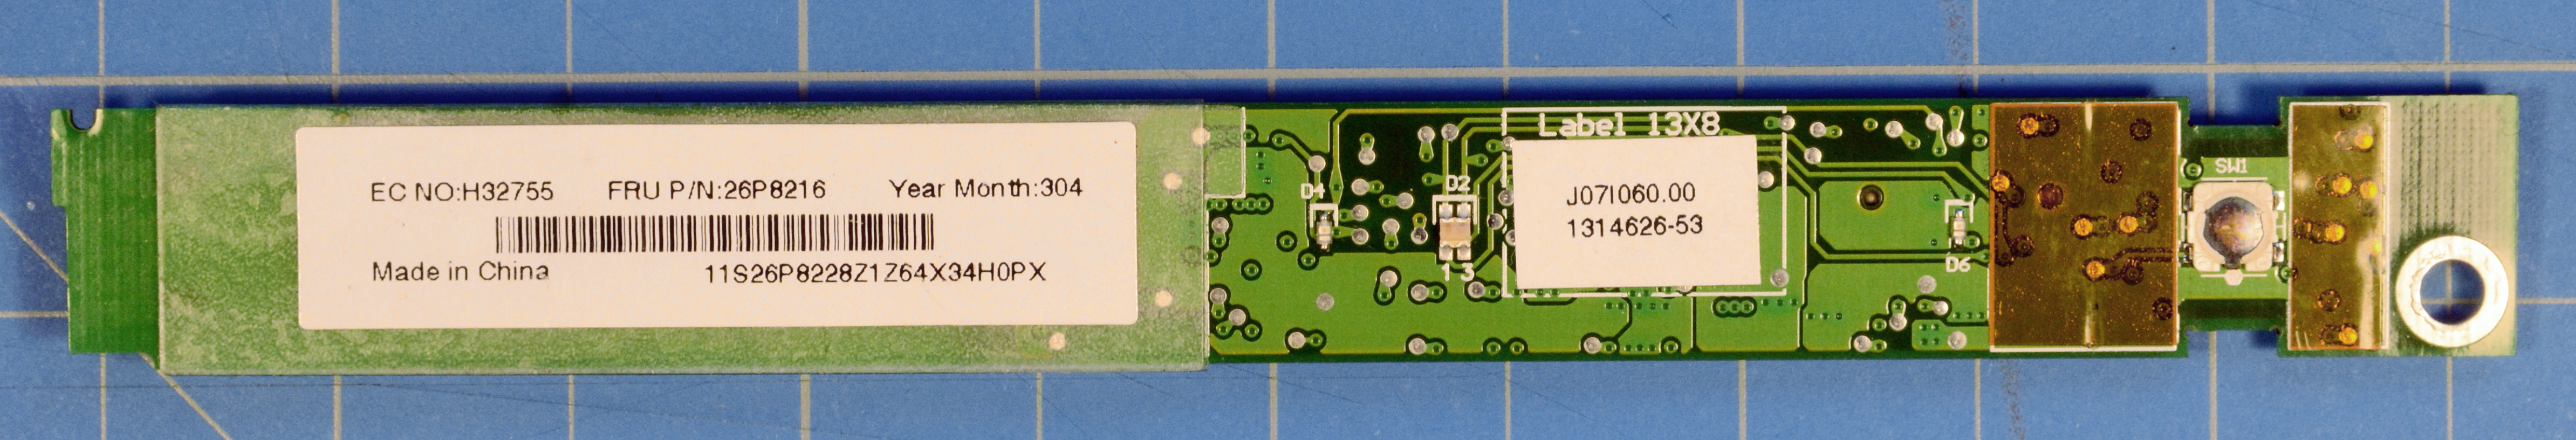 EC NO:H32755 FRU P/N:26P8216 Year Month:304
Made in China 11S26P8228Z1Z64X34H0PX
D4
D2
1 3
Label 13X8
J07I060.00
1314626-53
D6
SW1